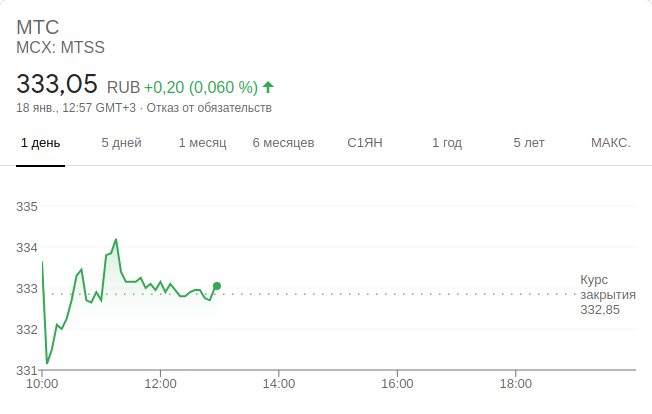 МТС
MCX: MTSS
333,05 RUB +0,20 (0,060 %)
18 янв., 12:57 GMT+3 · Отказ от обязательств
1 день 5 дней 1 месяц 6 месяцев С1ЯН 1 год 5 лет МАКС.
335
334
333
332
331
Курс
закрытия
332,85
10:00 12:00 14:00 16:00 18:00